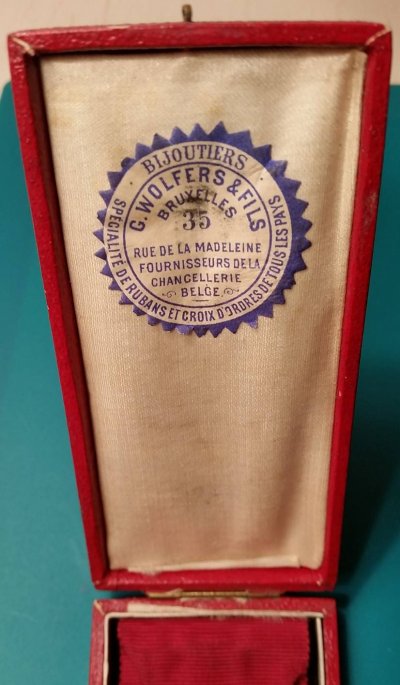 BIJOUTIERS
G. WOLFERS & FILS
BRUXELLES
35
RUE DE LA MADELEINE
FOURNISSEURS DE LA
CHANCELLERIE
BELGE
SPÉCIALITÉ DE RUBANS ET CROIX D'ORDRES DE TOUS LES PAYS